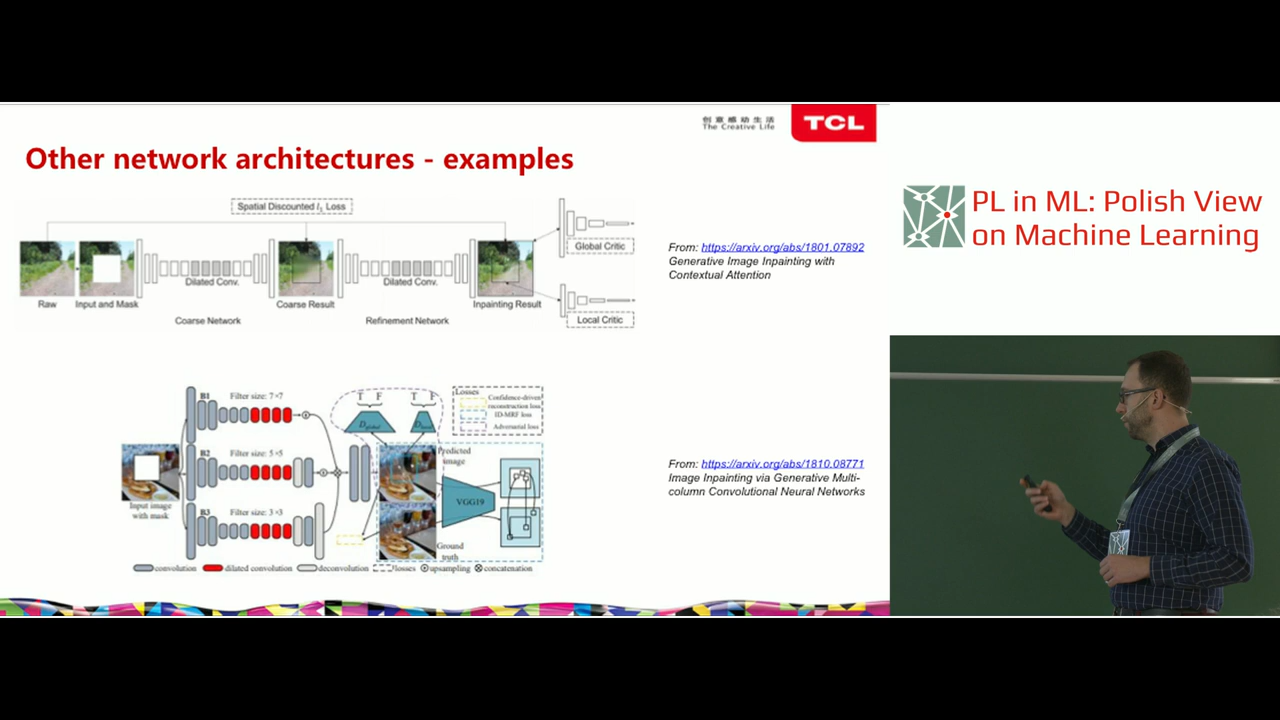 创意感动生活
The Creative Life
TCL
Other network architectures - examples
Spatial Discounted l₁ Loss
Global Critic
Dilated Conv.
Dilated Conv.
Raw
Input and Mask
Coarse Result
Inpainting Result
Coarse Network
Refinement Network
Local Critic
From: https://arxiv.org/abs/1801.07892
Generative Image Inpainting with
Contextual Attention
B1
Filter size: 7×7
T F
T F
Losses
Confidence-driven
reconstruction loss
ID-MRF loss
Adversarial loss
D global
D local
B2
Filter size: 5×5
Predicted
image
Input image
with mask
B3
Filter size: 3×3
VGG19
Ground
truth
convolution
dilated convolution
deconvolution
losses
upsampling
concatenation
From: https://arxiv.org/abs/1810.08771
Image Inpainting via Generative Multi-
column Convolutional Neural Networks
PL in ML: Polish View
on Machine Learning